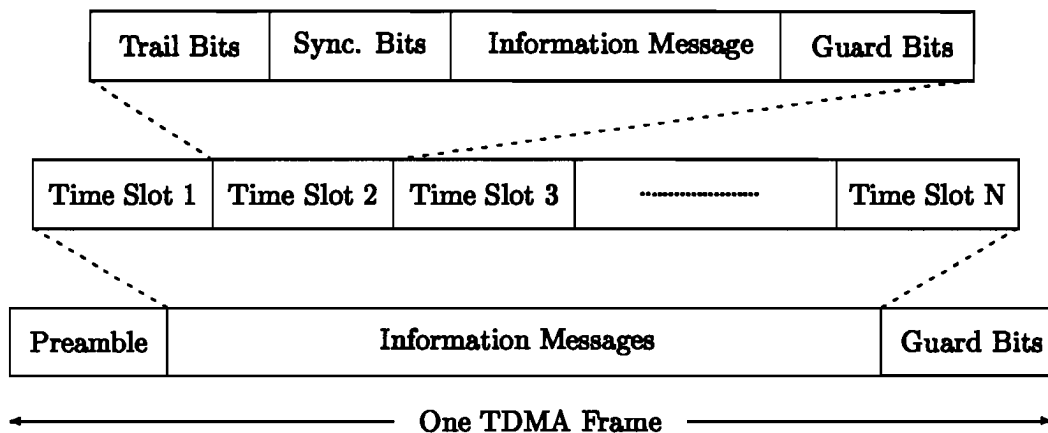 Trail Bits Sync. Bits Information Message Guard Bits
Time Slot 1 Time Slot 2 Time Slot 3 ................... Time Slot N
Preamble Information Messages Guard Bits
One TDMA Frame